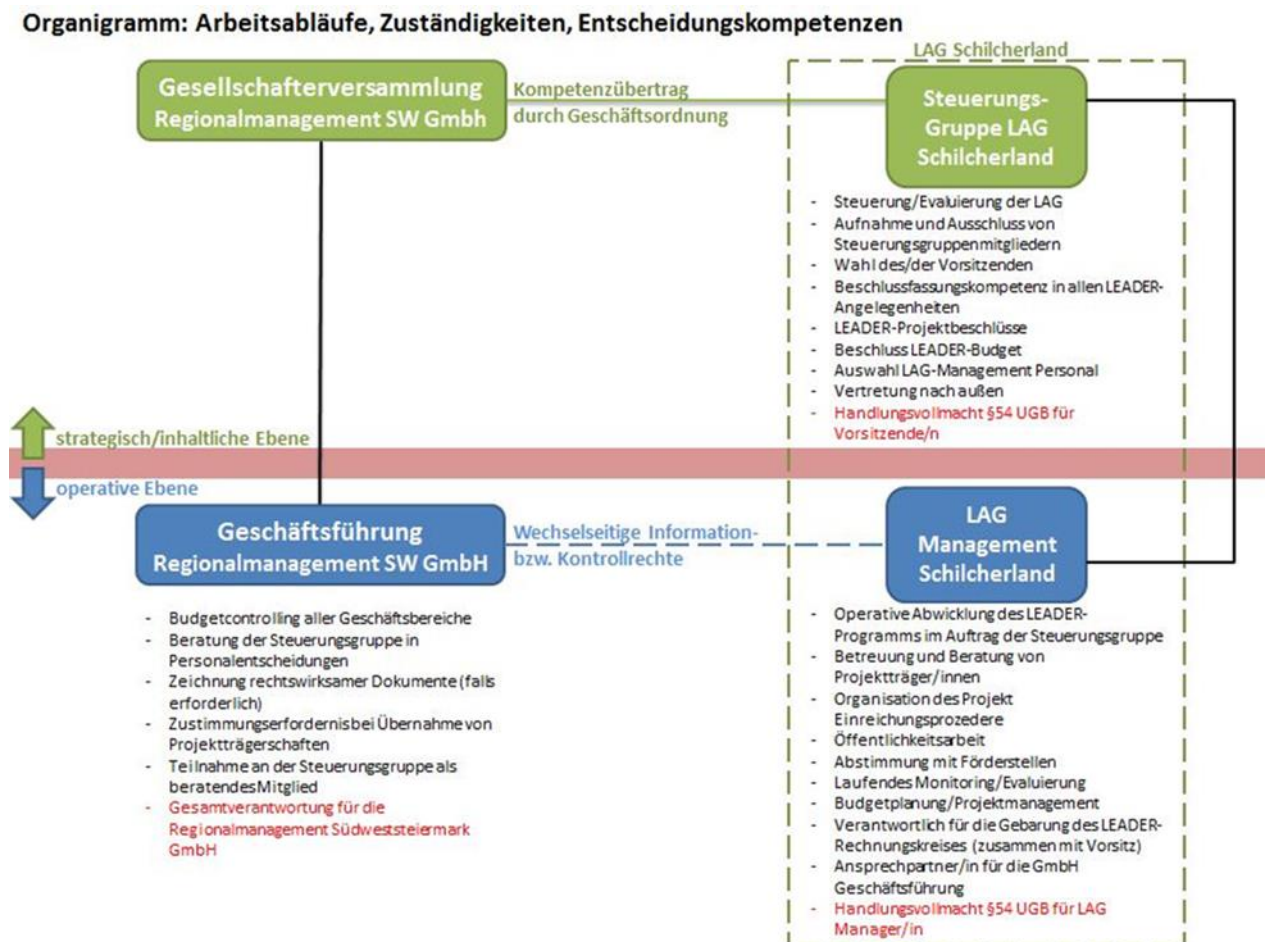 Organigramm: Arbeitsabläufe, Zuständigkeiten, Entscheidungskompetenzen
LAG Schilcherland
Gesellschafterversammlung
Regionalmanagement SW Gmbh
Kompetenzübertrag
durch Geschäftsordnung
Steuerungs-
Gruppe LAG
Schilcherland
- Steuerung/Evaluierung der LAG
- Aufnahme und Ausschluss von
Steuerungsgruppenmitgliedern
- Wahl des/der Vorsitzenden
- Beschlussfassungskompetenz in allen LEADER-
Angelegenheiten
- LEADER-Projektbeschlüsse
- Beschluss LEADER-Budget
- Auswahl LAG-Management Personal
- Vertretung nach außen
- Handlungsvollmacht §54 UGB für
Vorsitzende/n
strategisch/inhaltliche Ebene
operative Ebene
Geschäftsführung
Regionalmanagement SW GmbH
Wechselseitige Information-
bzw. Kontrollrechte
LAG
Management
Schilcherland
- Budgetcontrolling aller Geschäftsbereiche
- Beratung der Steuerungsgruppe in
Personalentscheidungen
- Zeichnung rechtswirksamer Dokumente (falls
erforderlich)
- Zustimmungserfordernis bei Übernahme von
Projektträgerschaften
- Teilnahme an der Steuerungsgruppe als
beratendes Mitglied
- Gesamtverantwortung für die
Regionalmanagement Südweststeiermark
GmbH
- Operative Abwicklung des LEADER-
Programms im Auftrag der Steuerungsgruppe
- Betreuung und Beratung von
Projektträger/innen
- Organisation des Projekt
Einreichungsprozedere
- Öffentlichkeitsarbeit
- Abstimmung mit Förderstellen
- Laufendes Monitoring/Evaluierung
- Budgetplanung/Projektmanagement
- Verantwortlich für die Gebarung des LEADER-
Rechnungskreises (zusammen mit Vorsitz)
- Ansprechpartner/in für die GmbH
Geschäftsführung
- Handlungsvollmacht §54 UGB für LAG
Manager/in